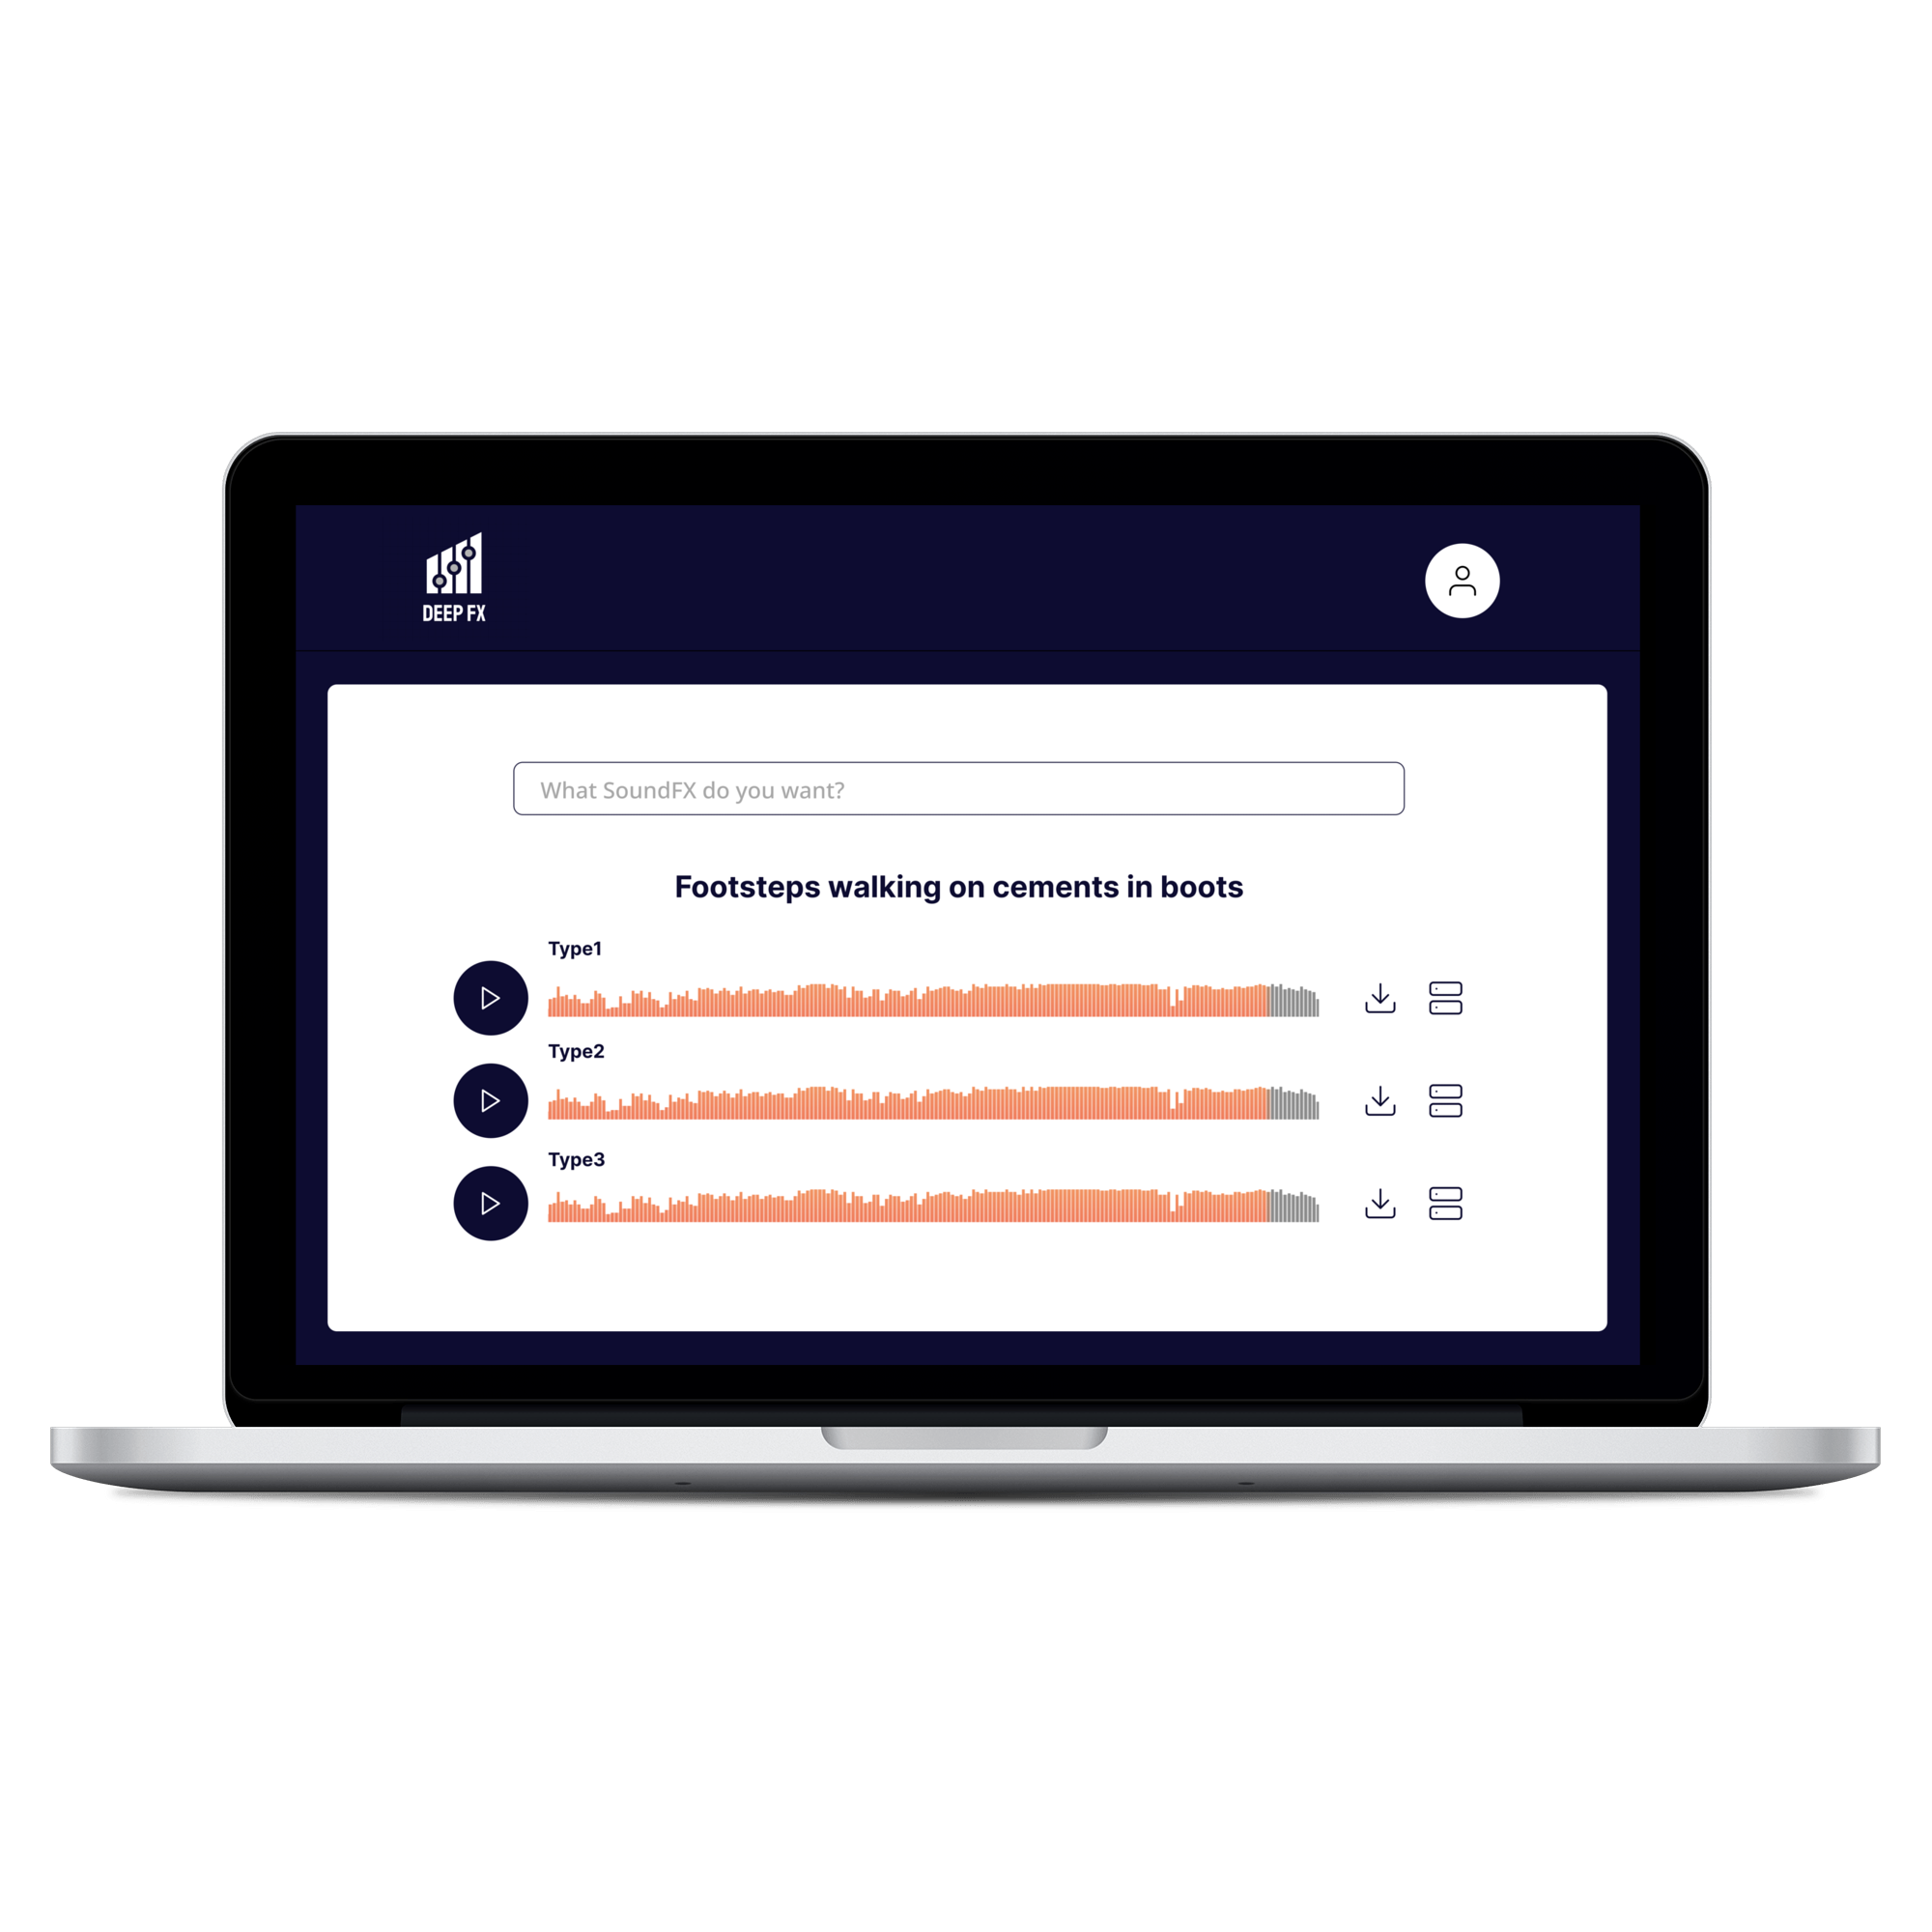 DEEP FX
What SoundFX do you want?
Footsteps walking on cements in boots
Type1
Type2
Type3